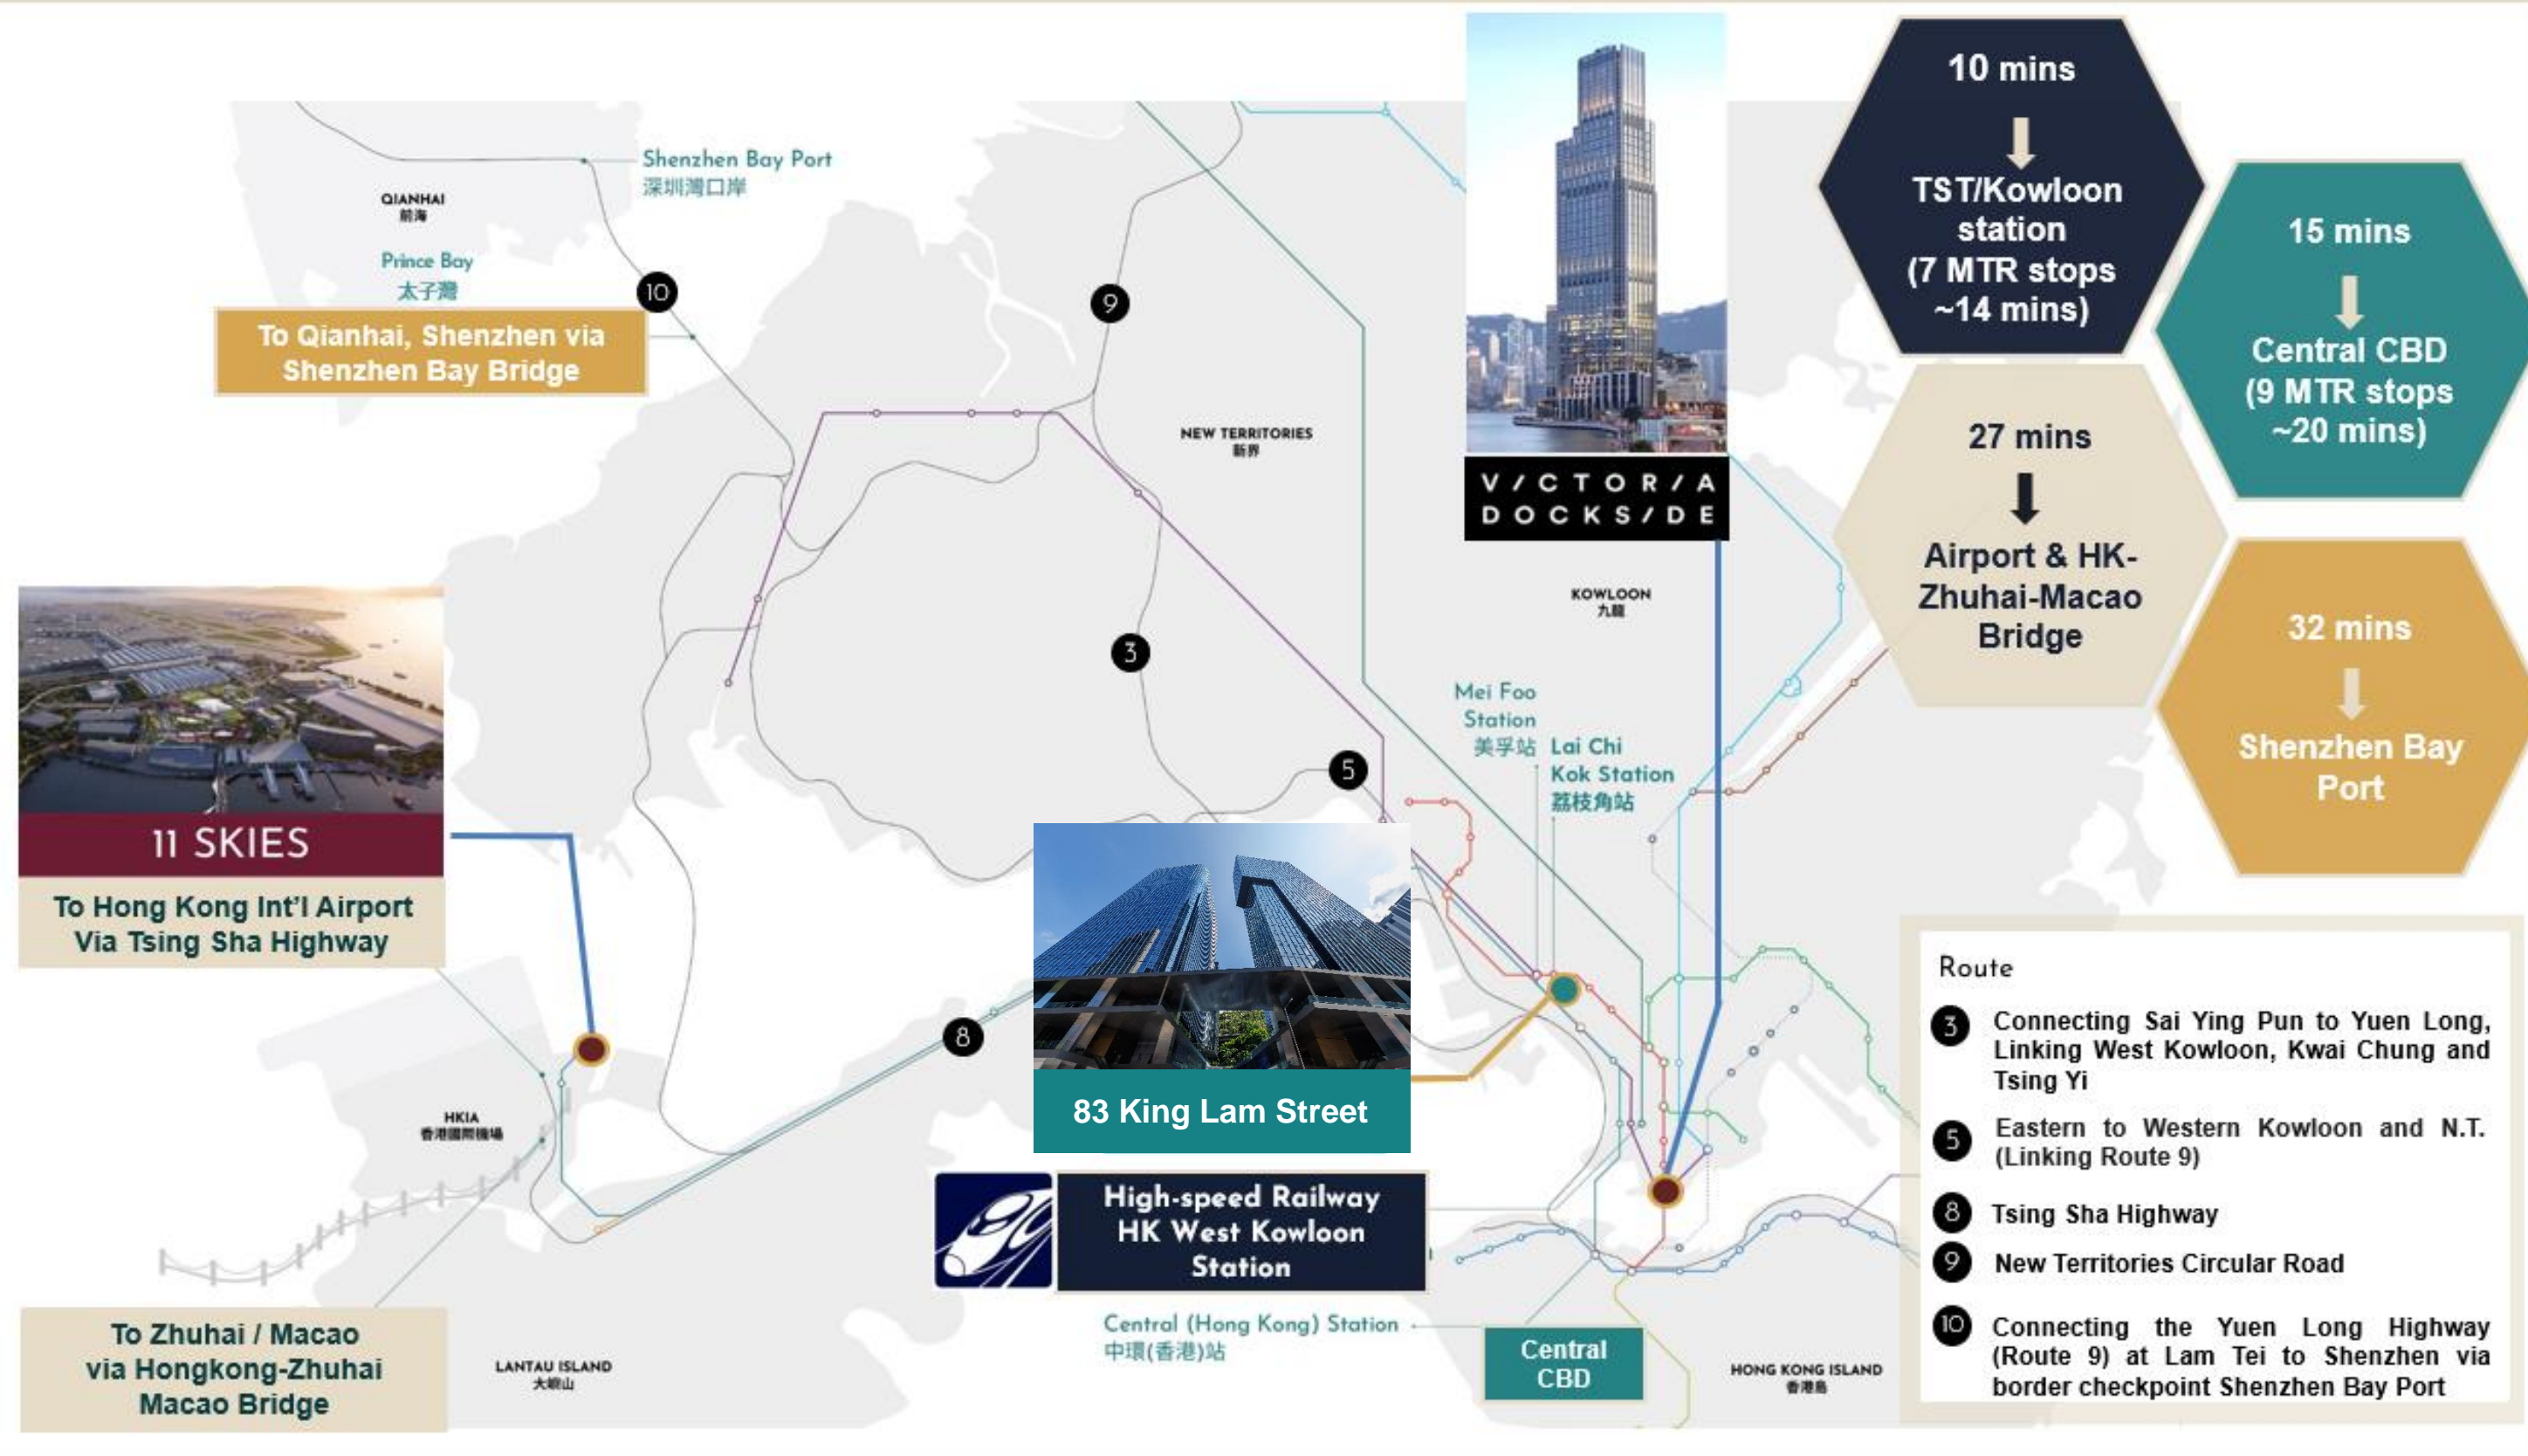 Shenzhen Bay Port
深圳灣口岸
QIANHAI
前海
Prince Bay
太子灣
10
To Qianhai, Shenzhen via
Shenzhen Bay Bridge
9
NEW TERRITORIES
新界
V/CTOR/A
DOCKS/DE
10 mins
TST/Kowloon
station
(7 MTR stops
~14 mins)
15 mins
Central CBD
(9 MTR stops
~20 mins)
27 mins
Airport & HK-
Zhuhai-Macao
Bridge
32 mins
Shenzhen Bay
Port
KOWLOON
九龍
3
5
Mei Foo
Station
美孚站
Lai Chi
Kok Station
荔枝角站
11 SKIES
To Hong Kong Int'l Airport
Via Tsing Sha Highway
8
83 King Lam Street
HKIA
香港國際機場
High-speed Railway
HK West Kowloon
Station
Central (Hong Kong) Station
中環(香港)站
Central
CBD
To Zhuhai / Macao
via Hongkong-Zhuhai
Macao Bridge
LANTAU ISLAND
大嶼山
HONG KONG ISLAND
香港島
Route
3 Connecting Sai Ying Pun to Yuen Long,
Linking West Kowloon, Kwai Chung and
Tsing Yi
5 Eastern to Western Kowloon and N.T.
(Linking Route 9)
8 Tsing Sha Highway
9 New Territories Circular Road
10 Connecting the Yuen Long Highway
(Route 9) at Lam Tei to Shenzhen via
border checkpoint Shenzhen Bay Port